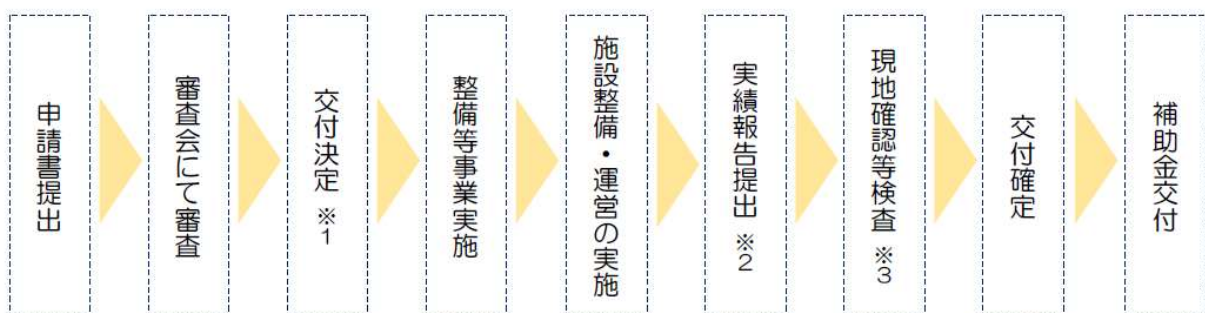 申請書提出
審査会にて審査
交付決定 ※1
整備等事業実施
施設整備・運営の実施
実績報告提出 ※2
現地確認等検査 ※3
交付確定
補助金交付